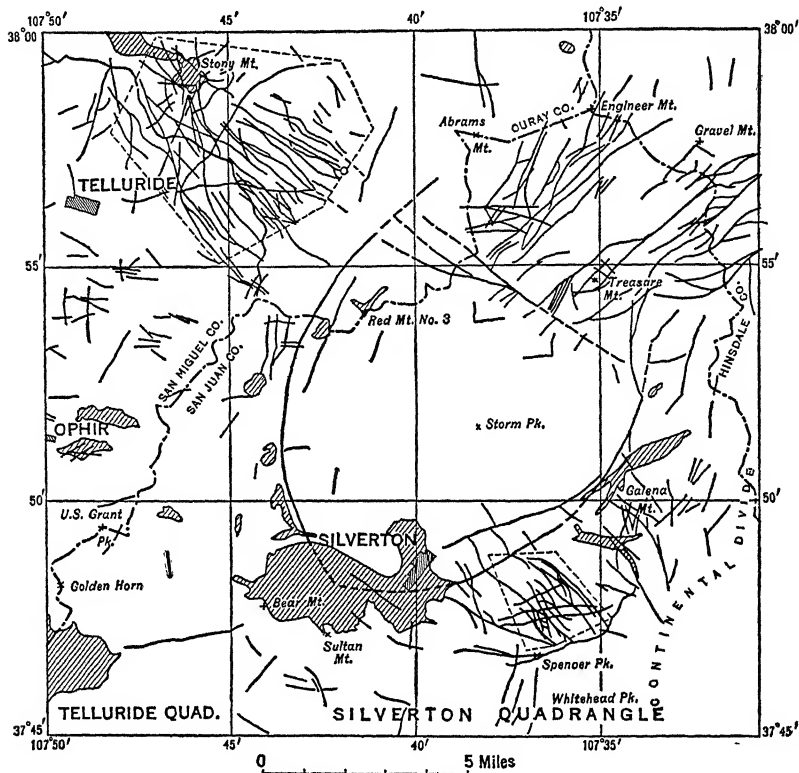 107°50' 45' 40' 107°35'
38°00' 38°00'
Stony Mt.
OURAY CO.
Engineer Mt.
Abrams
Mt.
Gravel Mt.
TELLURIDE
55' 55'
Treasure
Mt.
HINSDALE CO.
Red Mt. No. 3
SAN MIGUEL CO.
SAN JUAN CO.
Storm Pk.
OPHIR
50' 50'
Galena
Mt.
U.S. Grant
Pk.
SILVERTON
CONTINENTAL DIVIDE
Golden Horn
Bear Mt.
Sultan
Mt.
Spencer Pk.
Whitehead Pk.
TELLURIDE QUAD. SILVERTON QUADRANGLE
37°45' 37°45'
107°50' 45' 40' 107°35'
0 5 Miles